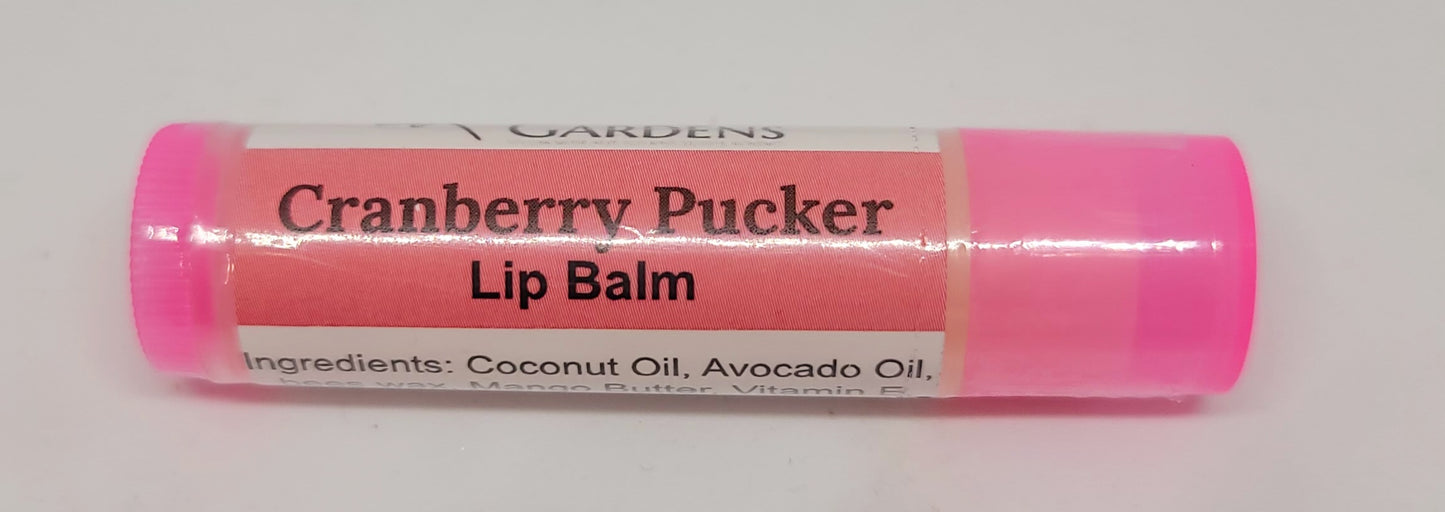 GARDENS
Cranberry Pucker
Lip Balm
Ingredients: Coconut Oil, Avocado Oil,
bees wax, Mango Butter, Vitamin E,